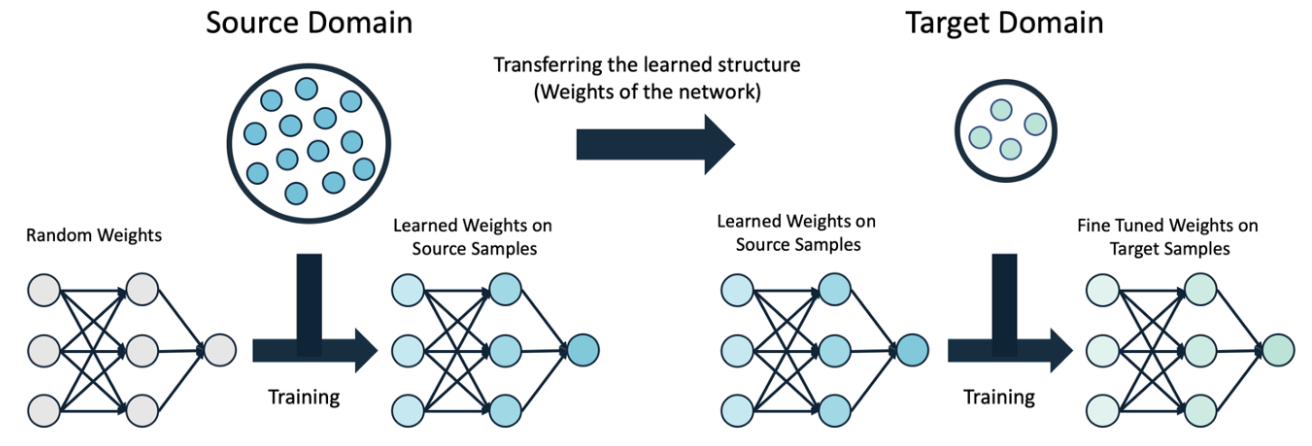 Source Domain
Target Domain
Transferring the learned structure
(Weights of the network)
Random Weights
Learned Weights on
Source Samples
Learned Weights on
Source Samples
Fine Tuned Weights on
Target Samples
Training
Training